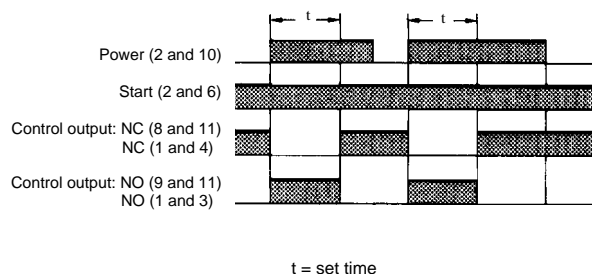 t
t
Power (2 and 10)
Start (2 and 6)
Control output: NC (8 and 11)
NC (1 and 4)
Control output: NO (9 and 11)
NO (1 and 3)
t = set time